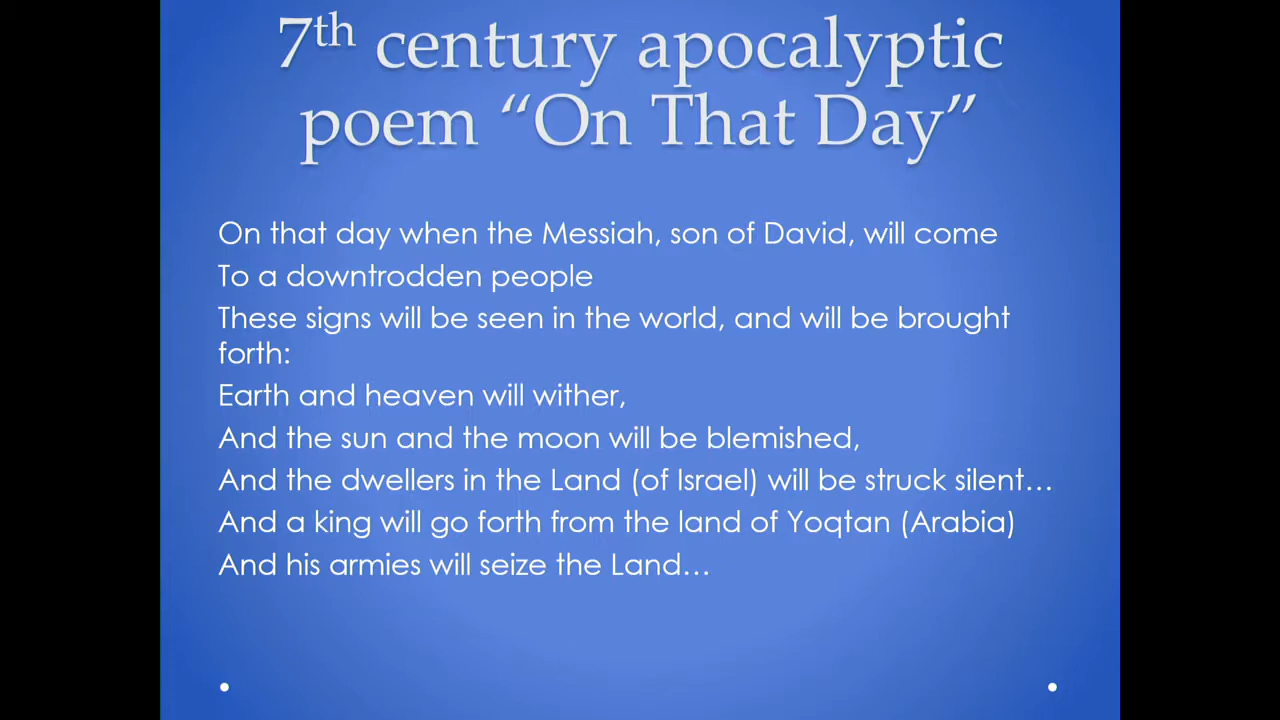 7th century apocalyptic
poem “On That Day”
On that day when the Messiah, son of David, will come
To a downtrodden people
These signs will be seen in the world, and will be brought
forth:
Earth and heaven will wither,
And the sun and the moon will be blemished,
And the dwellers in the Land (of Israel) will be struck silent…
And a king will go forth from the land of Yoqtan (Arabia)
And his armies will seize the Land…